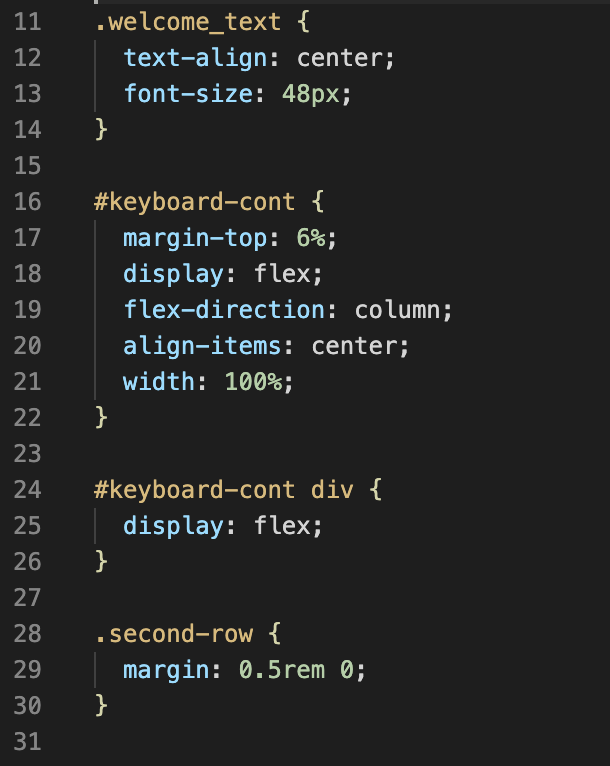 11 .welcome_text {
12 text-align: center;
13 font-size: 48px;
14 }
15
16 #keyboard-cont {
17 margin-top: 6%;
18 display: flex;
19 flex-direction: column;
20 align-items: center;
21 width: 100%;
22 }
23
24 #keyboard-cont div {
25 display: flex;
26 }
27
28 .second-row {
29 margin: 0.5rem 0;
30 }
31